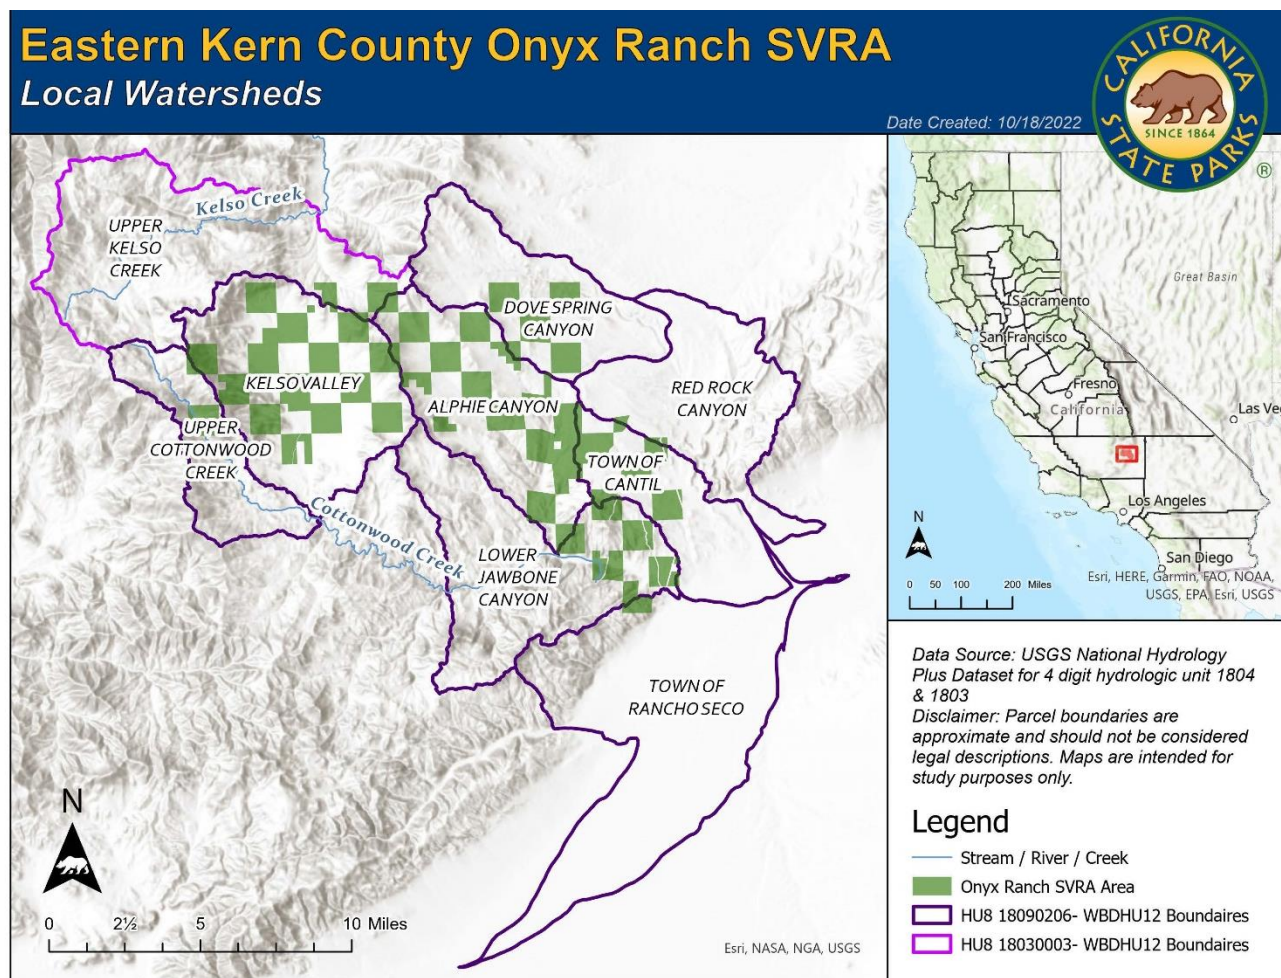 Eastern Kern County Onyx Ranch SVRA
Local Watersheds
Date Created: 10/18/2022
CALIFORNIA
SINCE 1864
STATE PARKS
®
Kelso Creek
UPPER
KELSO
CREEK
DOVE SPRING
CANYON
KELSO VALLEY
ALPHIE CANYON
RED ROCK
CANYON
UPPER
COTTONWOOD
CREEK
TOWN OF
CANTIL
Cottonwood Creek
LOWER
JAWBONE
CANYON
TOWN OF
RANCHO SECO
N
0 2½ 5 10 Miles
Esri, NASA, NGA, USGS
Great Basin
Sacramento
San Francisco
Fresno
California
Las Ve
Los Angeles
San Diego
N
0 50 100 200 Miles
Esri, HERE, Garmin, FAO, NOAA,
USGS, EPA, Esri, USGS
Data Source: USGS National Hydrology
Plus Dataset for 4 digit hydrologic unit 1804
& 1803
Disclaimer: Parcel boundaries are
approximate and should not be considered
legal descriptions. Maps are intended for
study purposes only.
Legend
Stream / River / Creek
Onyx Ranch SVRA Area
HU8 18090206- WBDHU12 Boundaires
HU8 18030003- WBDHU12 Boundaires